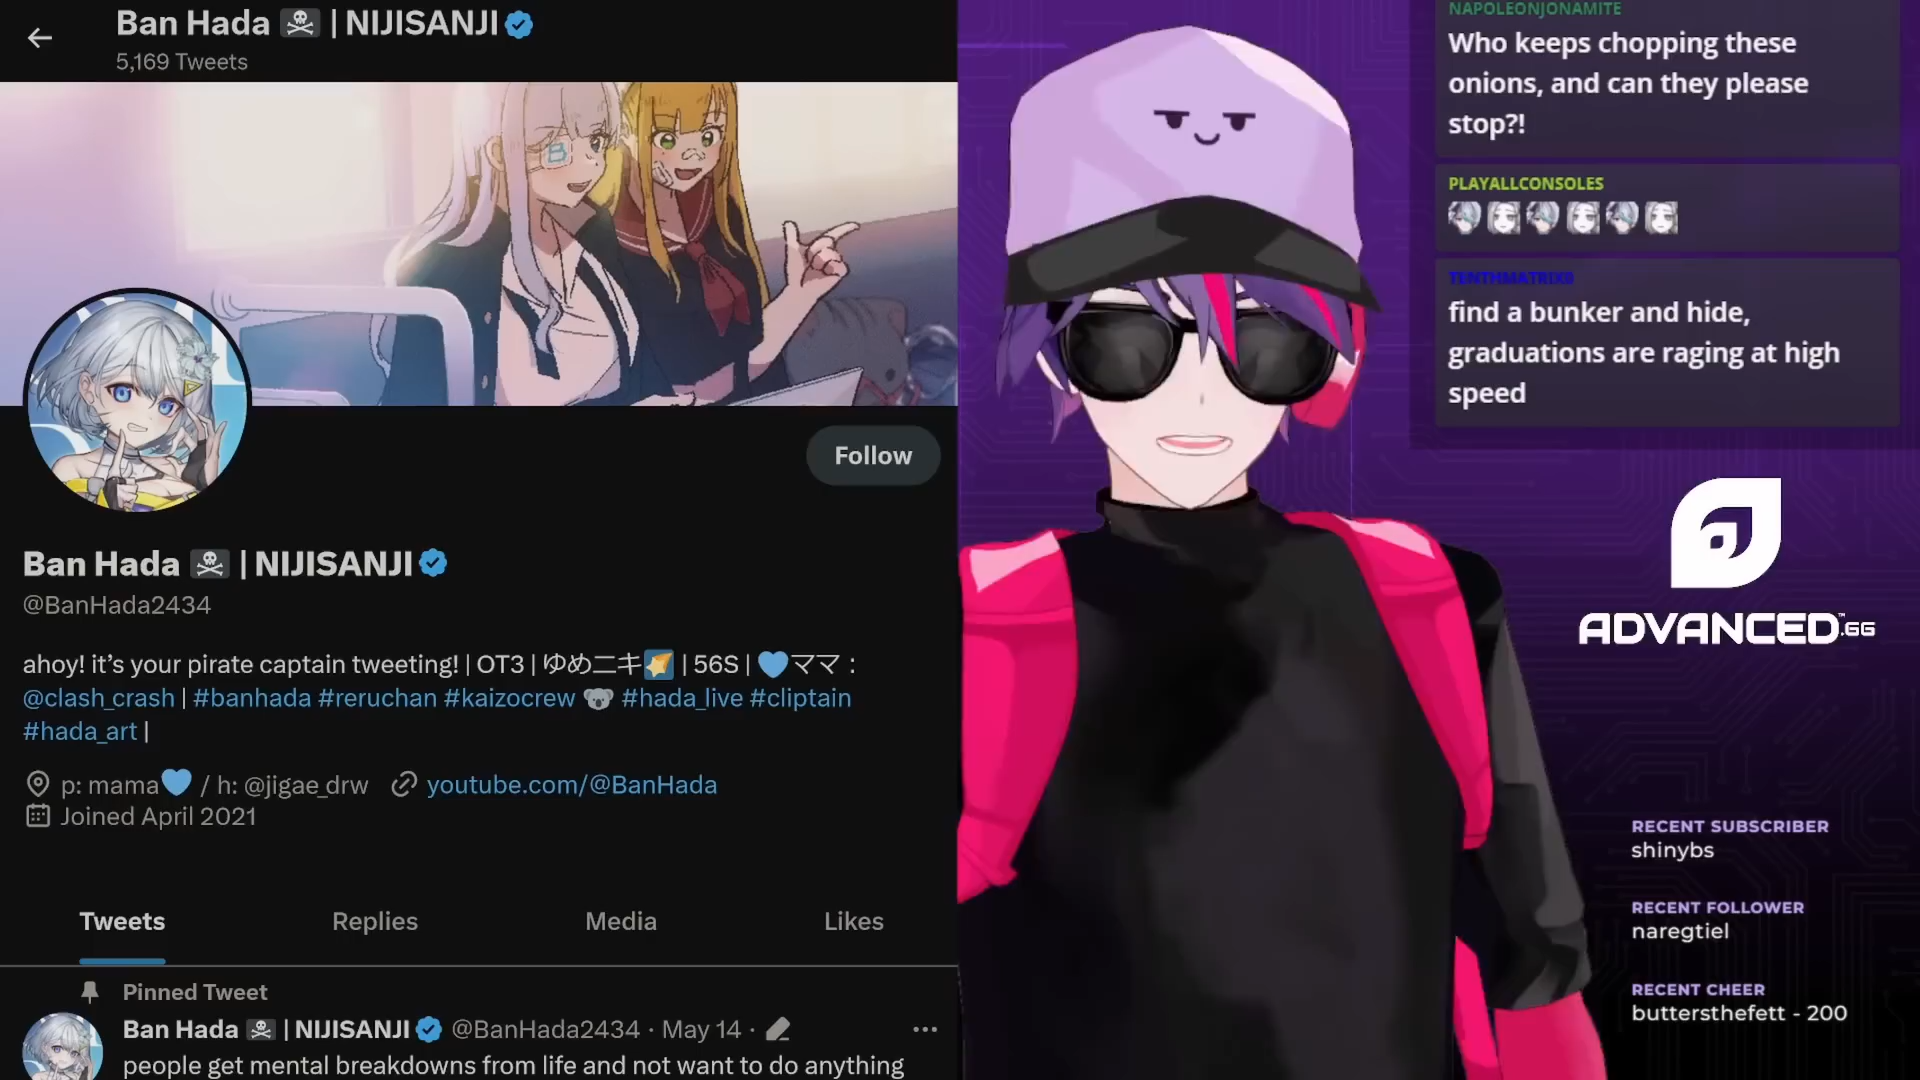 Ban Hada | NIJISANJI
5,169 Tweets
B
Follow
Ban Hada | NIJISANJI
@BanHada2434
ahoy! it's your pirate captain tweeting! | OT3 | ゆめニキ | 56S | ママ :
@clash_crash | #banhada #reruchan #kaizocrew #hada_live #cliptain
#hada_art |
p: mama / h: @jigae_drw youtube.com/@BanHada
Joined April 2021
Tweets Replies Media Likes
Pinned Tweet
Ban Hada | NIJISANJI @BanHada2434 · May 14 ·
people get mental breakdowns from life and not want to do anything
NAPOLEONJONAMITE
Who keeps chopping these
onions, and can they please
stop?!
PLAYALLCONSOLES
TENTHMATRIX8
find a bunker and hide,
graduations are raging at high
speed
ADVANCED.GG™
RECENT SUBSCRIBER
shinybs
RECENT FOLLOWER
naregtiel
RECENT CHEER
buttersthefett - 200